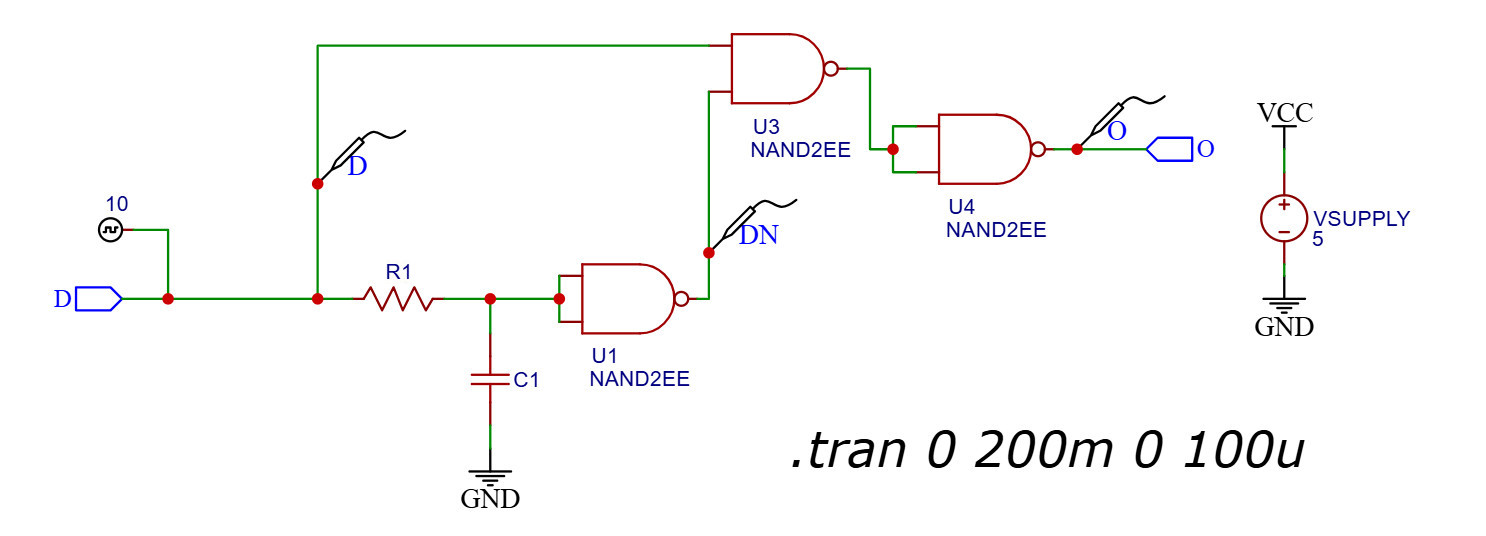 VCC
D
O
O
U3
NAND2EE
10
DN
U4
NAND2EE
VSUPPLY
5
D
R1
GND
U1
NAND2EE
C1
.tran 0 200m 0 100u
GND